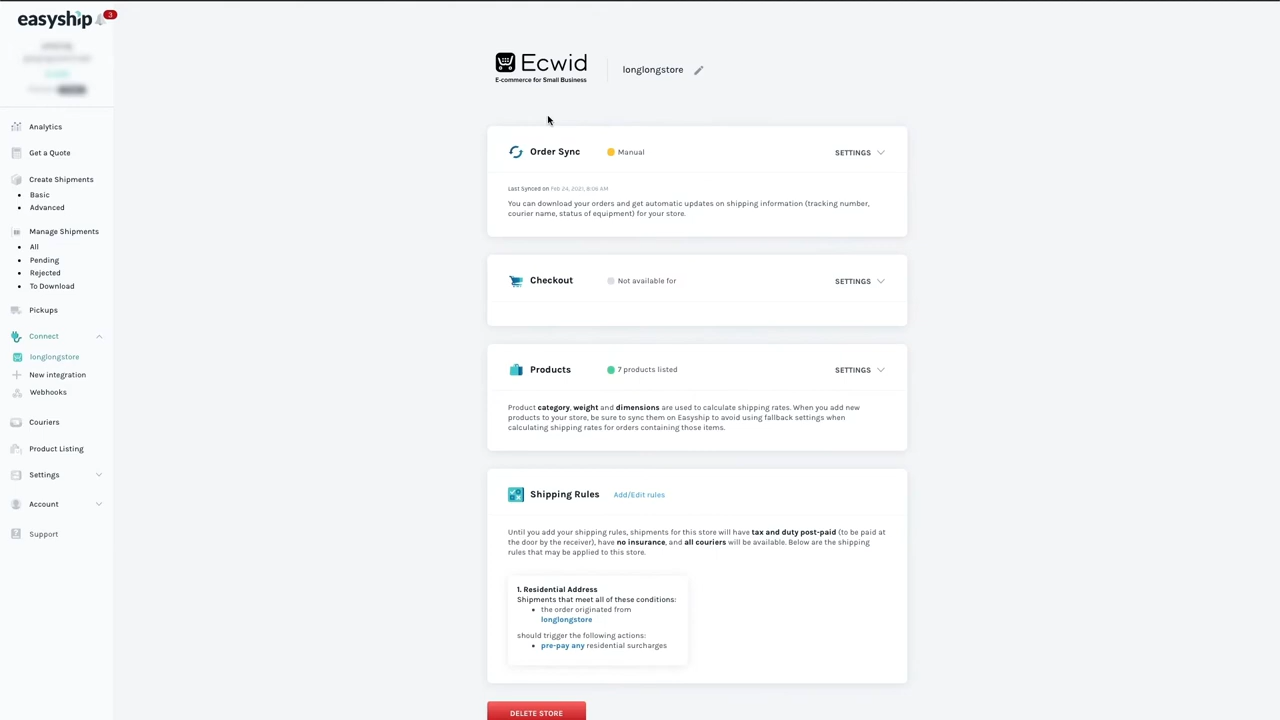 easyship
3
Analytics
Get a Quote
Create Shipments
Basic
Advanced
Manage Shipments
All
Pending
Rejected
To Download
Pickups
Connect
longlongstore
New integration
Webhooks
Couriers
Product Listing
Settings
Account
Support
Ecwid
E-commerce for Small Business
longlongstore
Order Sync
Manual
SETTINGS
Last Synced on Feb 24, 2021, 8:08 AM
You can download your orders and get automatic updates on shipping information (tracking number,
courier name, status of equipment) for your store.
Checkout
Not available for
SETTINGS
Products
7 products listed
SETTINGS
Product category, weight and dimensions are used to calculate shipping rates. When you add new
products to your store, be sure to sync them on Easyship to avoid using fallback settings when
calculating shipping rates for orders containing those items.
Shipping Rules
Add/Edit rules
Until you add your shipping rules, shipments for this store will have tax and duty post-paid (to be paid at
the door by the receiver), have no insurance, and all couriers will be available. Below are the shipping
rules that may be applied to this store.
1. Residential Address
Shipments that meet all of these conditions:
the order originated from
longlongstore
should trigger the following actions:
pre-pay any residential surcharges
DELETE STORE